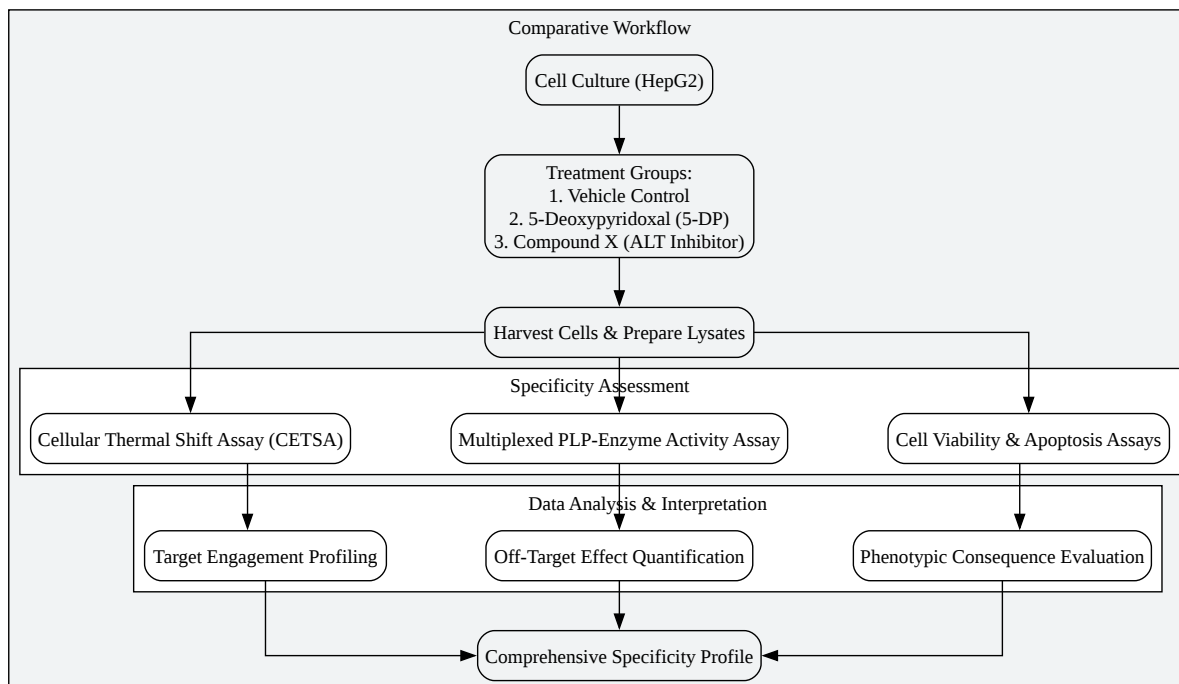 Comparative Workflow
Cell Culture (HepG2)
Treatment Groups:
1. Vehicle Control
2. 5-Deoxypyridoxal (5-DP)
3. Compound X (ALT Inhibitor)
Harvest Cells & Prepare Lysates
Specificity Assessment
Cellular Thermal Shift Assay (CETSA)
Multiplexed PLP-Enzyme Activity Assay
Cell Viability & Apoptosis Assays
Data Analysis & Interpretation
Target Engagement Profiling
Off-Target Effect Quantification
Phenotypic Consequence Evaluation
Comprehensive Specificity Profile